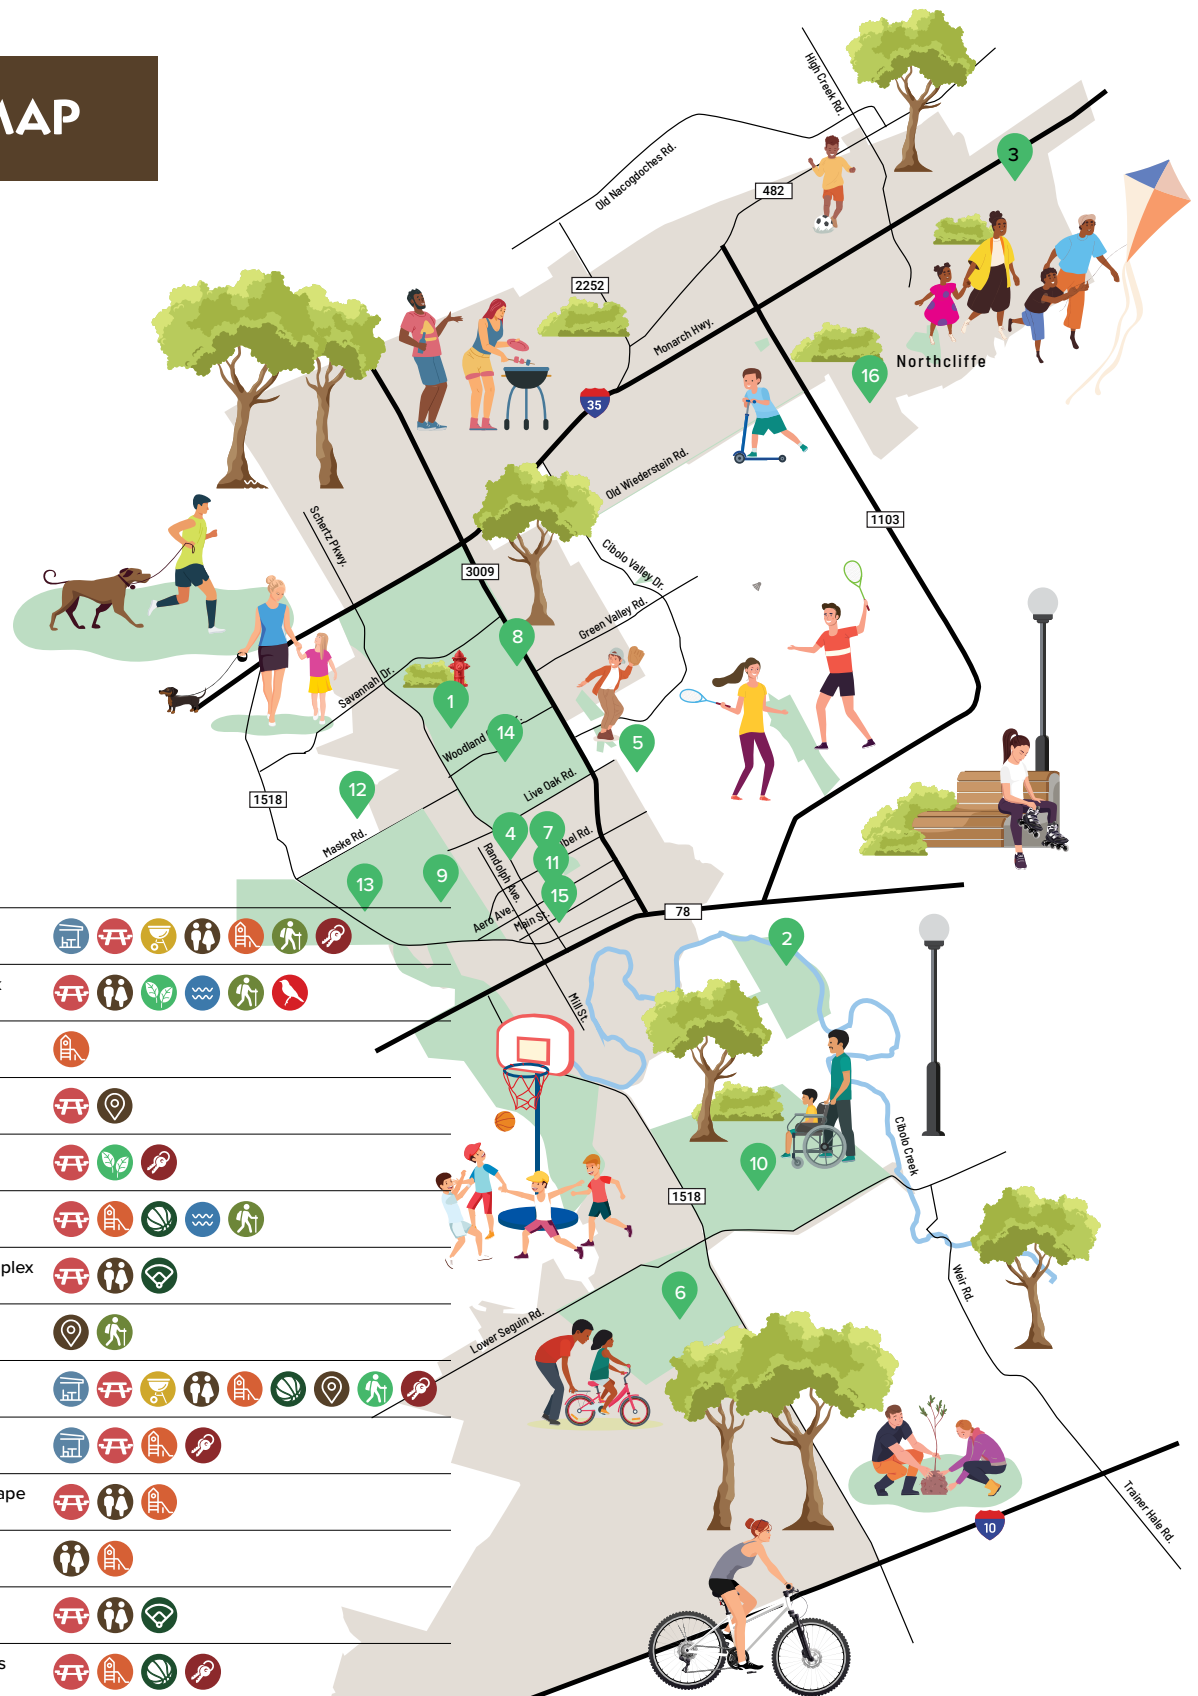 MAP
High Creek Rd.
Old Nacogdoches Rd.
3
482
2252
Monarch Hwy.
Northcliffe
16
35
Old Wiederstein Rd.
Schertz Pkwy.
1103
3009
Cibolo Valley Dr.
Green Valley Rd.
8
Savannah Dr.
1
14
Woodland
5
Live Oak Rd.
12
1518
Maske Rd.
4
7
bel Rd.
Randolph Ave.
11
9
13
15
Aero Ave.
Main St.
78
2
Mill St.
Cibolo Creek
10
1518
Weir Rd.
plex
6
Lower Seguin Rd.
ape
Trainer Hale Rd.
10
s